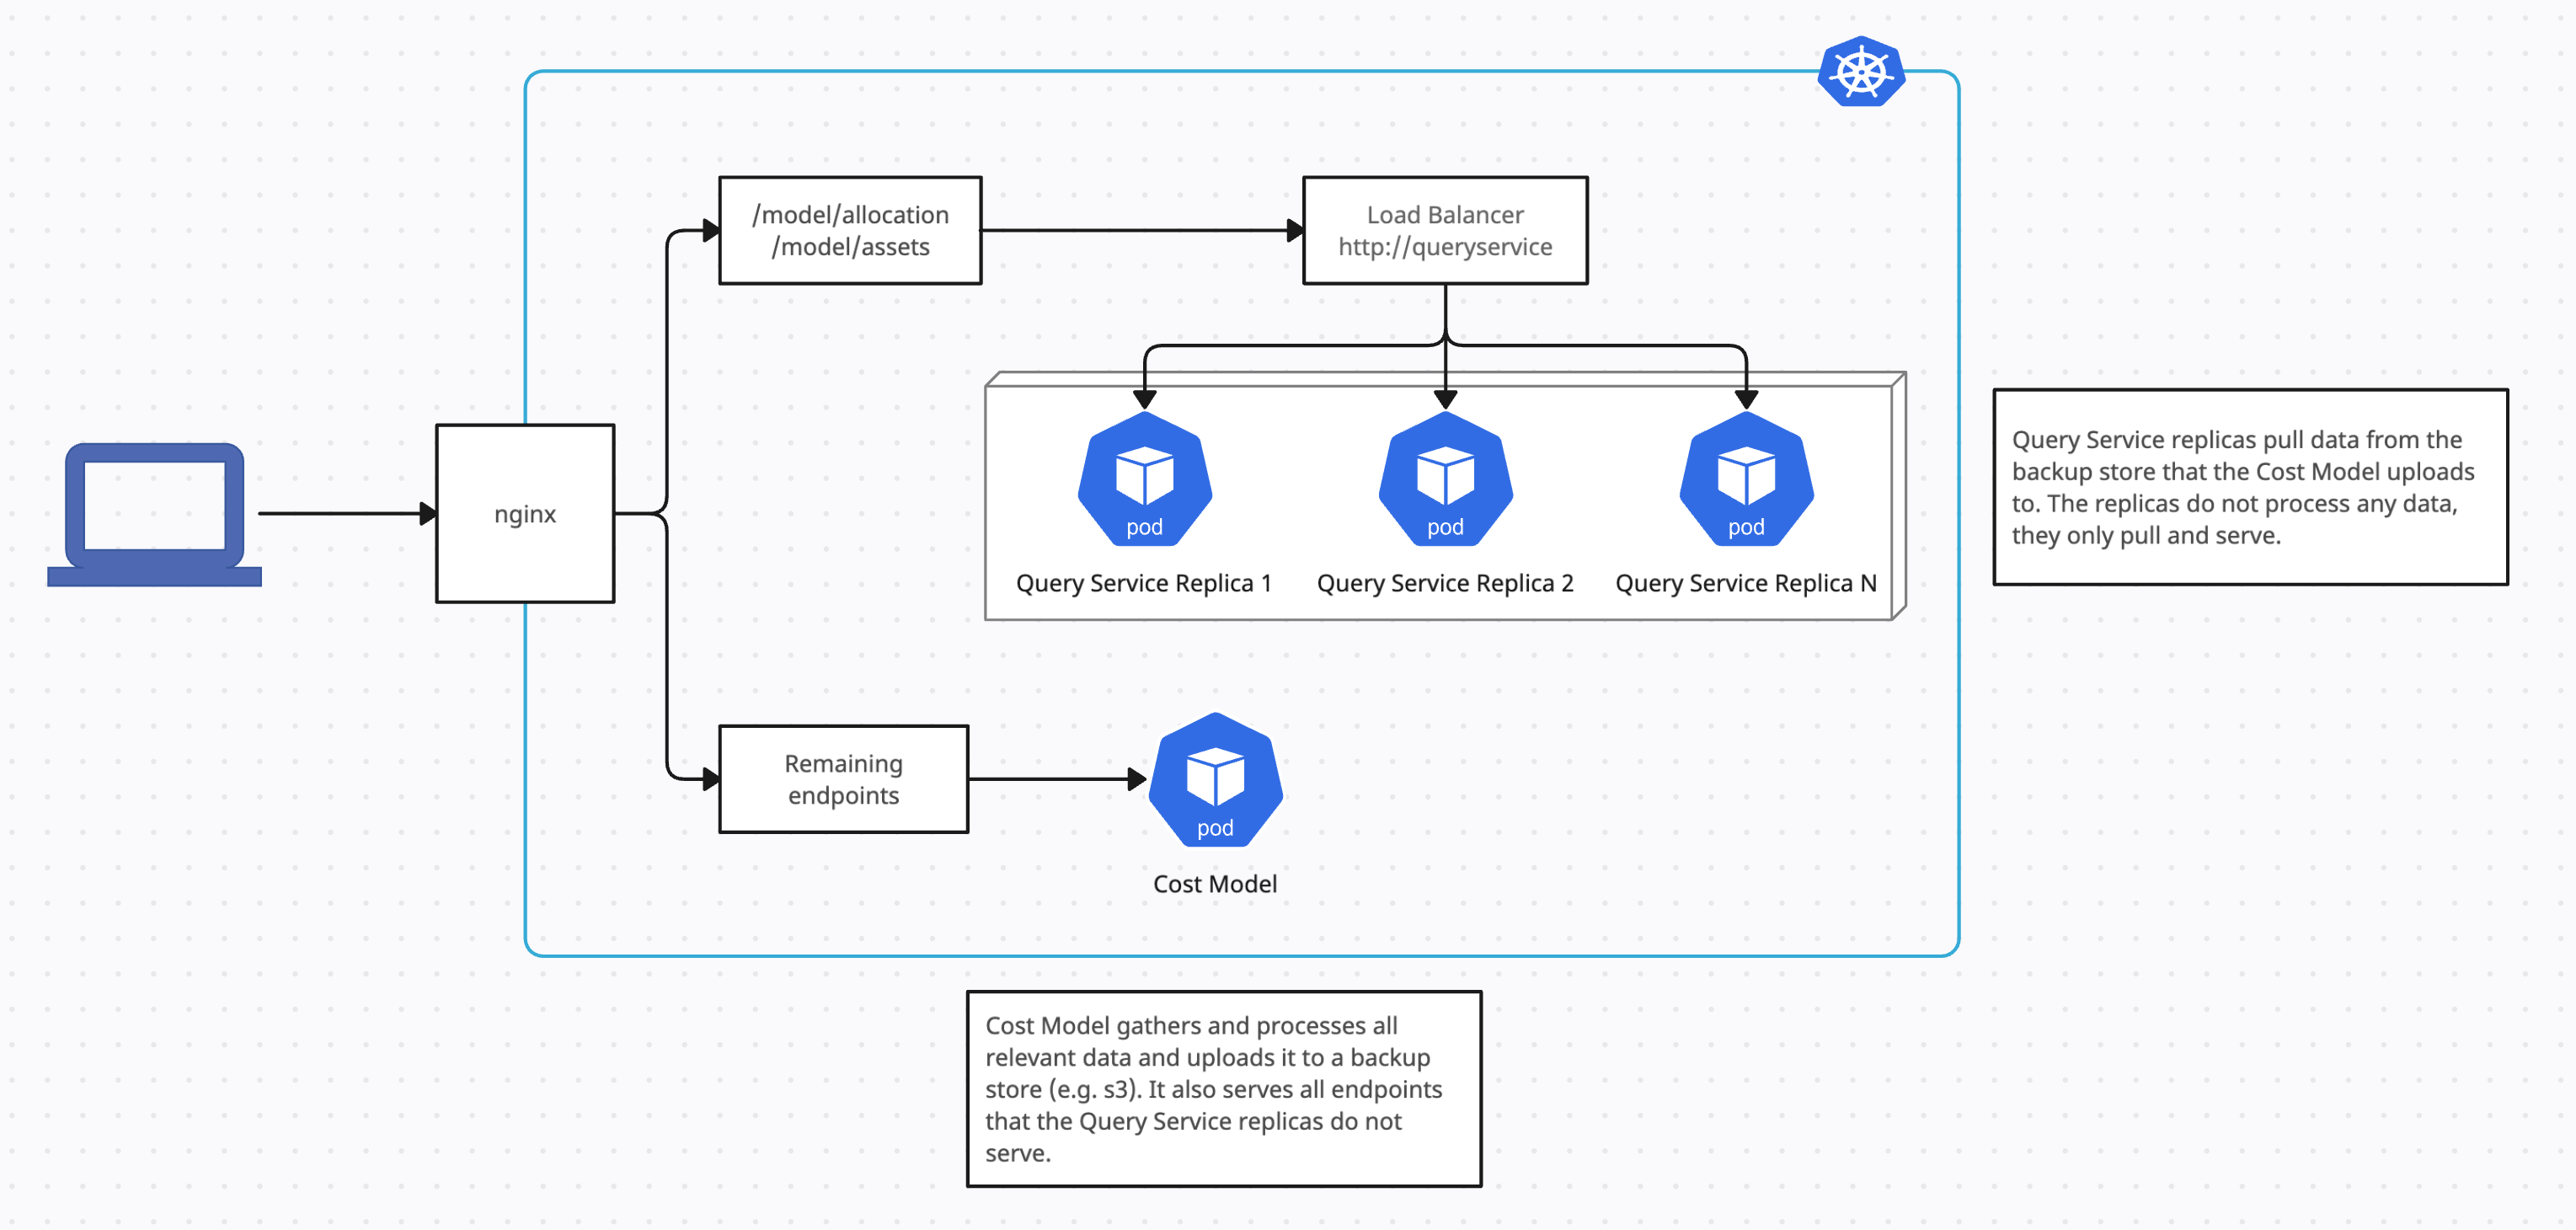 /model/allocation
/model/assets
Load Balancer
http://queryservice
nginx
pod
pod
pod
Query Service Replica 1
Query Service Replica 2
Query Service Replica N
Query Service replicas pull data from the
backup store that the Cost Model uploads
to. The replicas do not process any data,
they only pull and serve.
Remaining
endpoints
pod
Cost Model
Cost Model gathers and processes all
relevant data and uploads it to a backup
store (e.g. s3). It also serves all endpoints
that the Query Service replicas do not
serve.